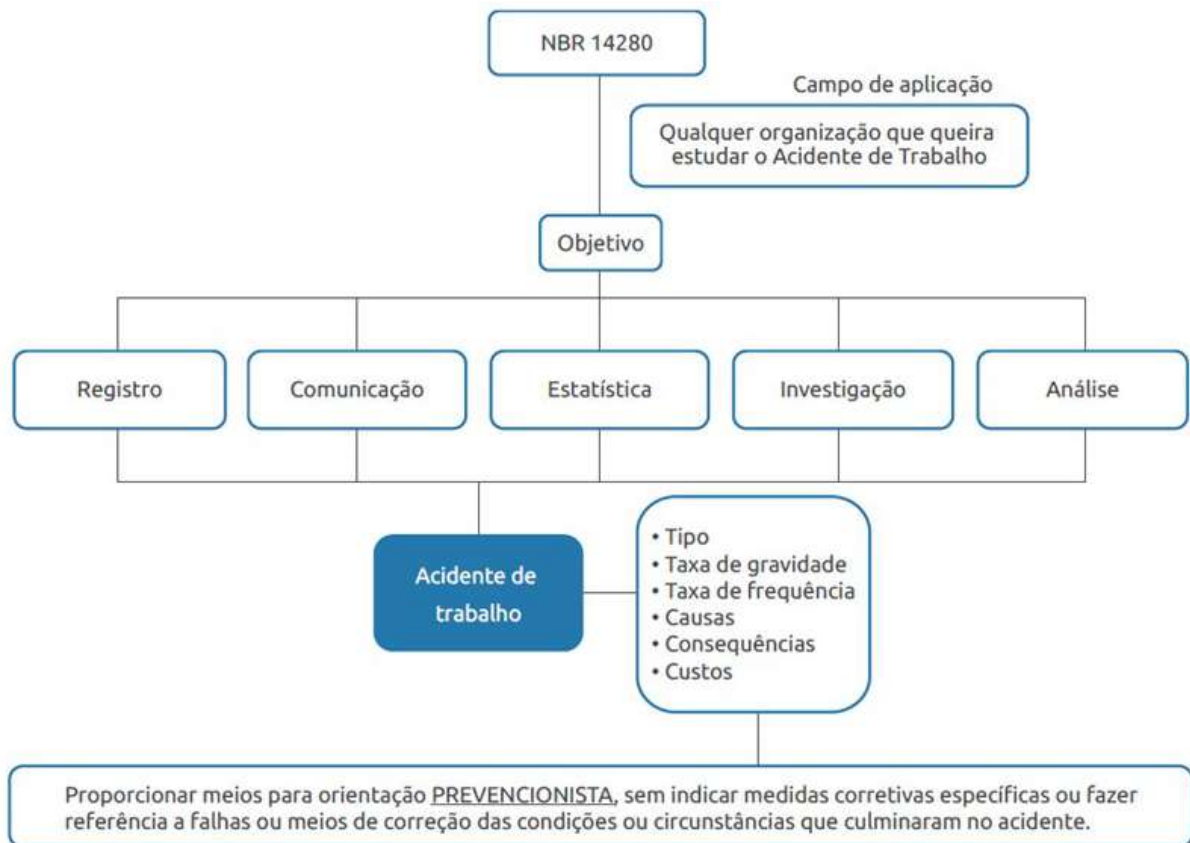 NBR 14280
Campo de aplicação
Qualquer organização que queira
estudar o Acidente de Trabalho
Objetivo
Registro
Comunicação
Estatística
Investigação
Análise
Acidente de
trabalho
• Tipo
• Taxa de gravidade
• Taxa de frequência
• Causas
• Consequências
• Custos
Proporcionar meios para orientação PREVENCIONISTA, sem indicar medidas corretivas específicas ou fazer
referência a falhas ou meios de correção das condições ou circunstâncias que culminaram no acidente.